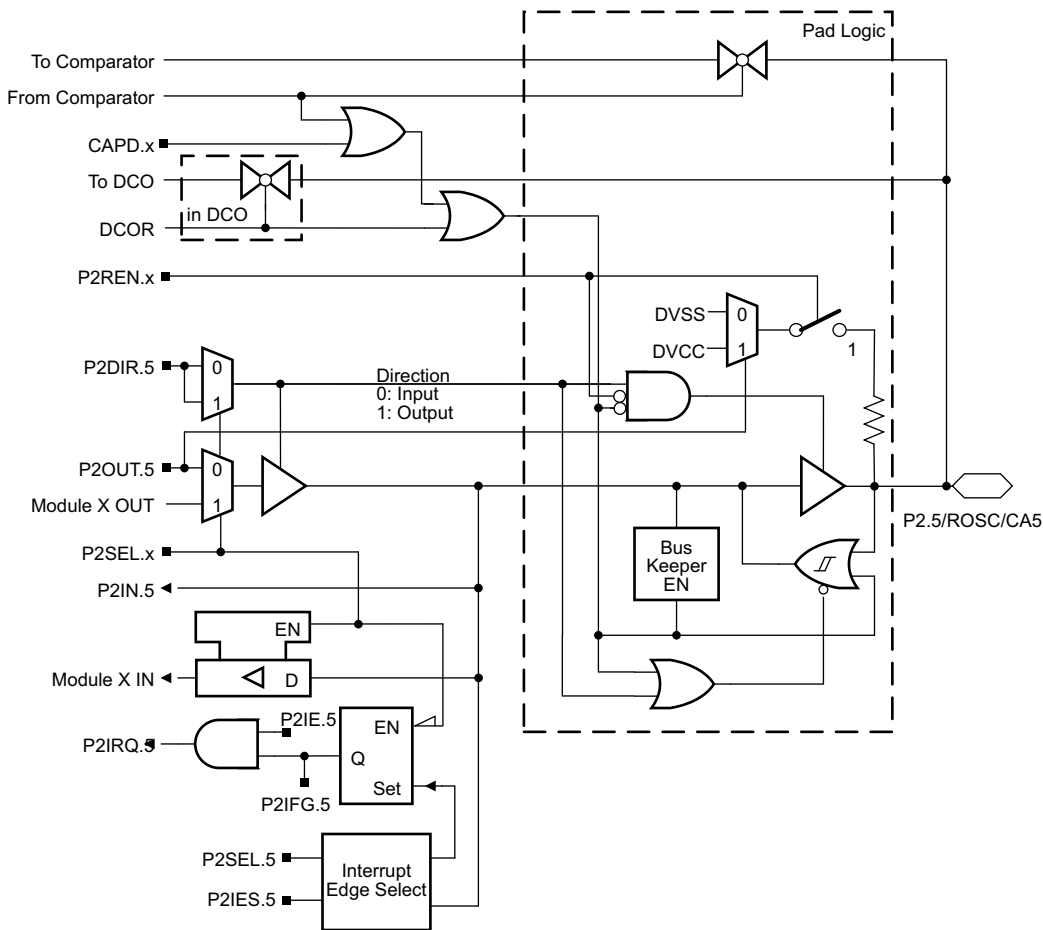 Pad Logic
To Comparator
From Comparator
CAPD.x
To DCO
in DCO
DCOR
P2REN.x
DVSS
0
DVCC
1
1
P2DIR.5
0
1
Direction
0: Input
1: Output
P2OUT.5
0
Module X OUT
1
P2.5/ROSC/CA5
P2SEL.x
Bus
Keeper
EN
P2IN.5
EN
Module X IN
D
P2IE.5
EN
P2IRQ.5
Q
Set
P2IFG.5
P2SEL.5
Interrupt
Edge Select
P2IES.5